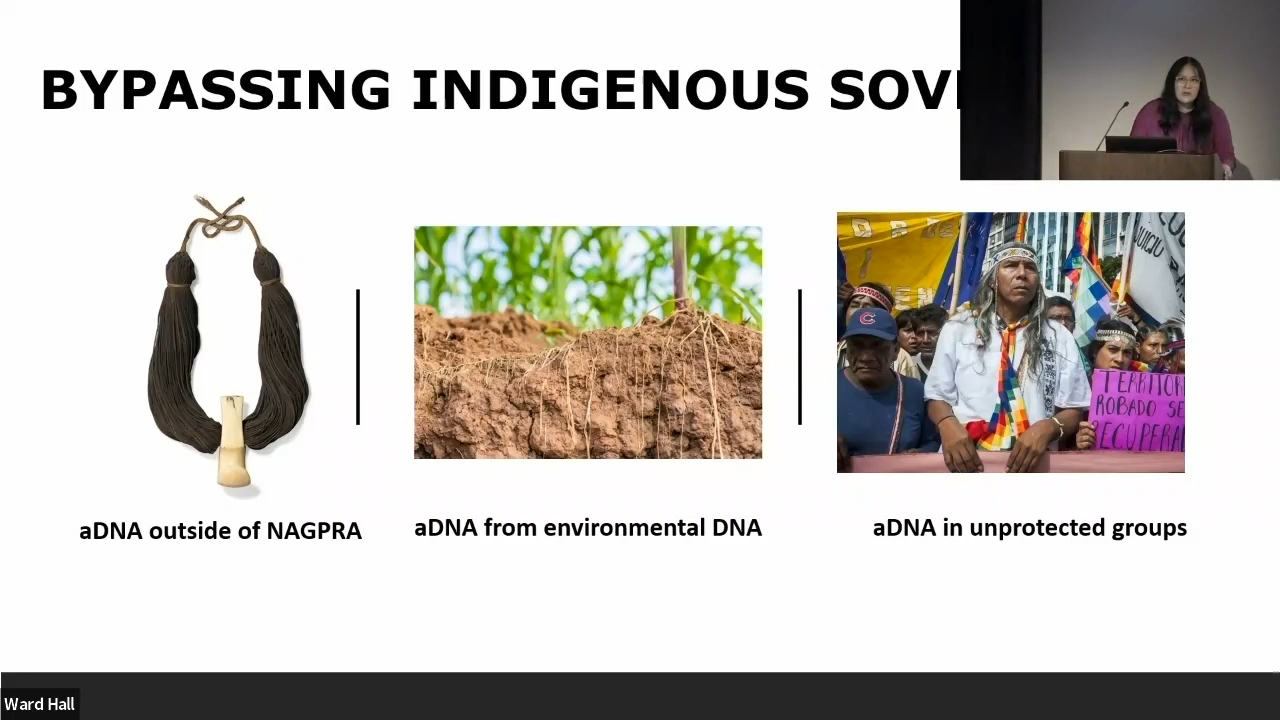 BYPASSING INDIGENOUS SOV
aDNA outside of NAGPRA
aDNA from environmental DNA
aDNA in unprotected groups
C
TERRITOR
ROBADO SE
RECUPERA
Ward Hall